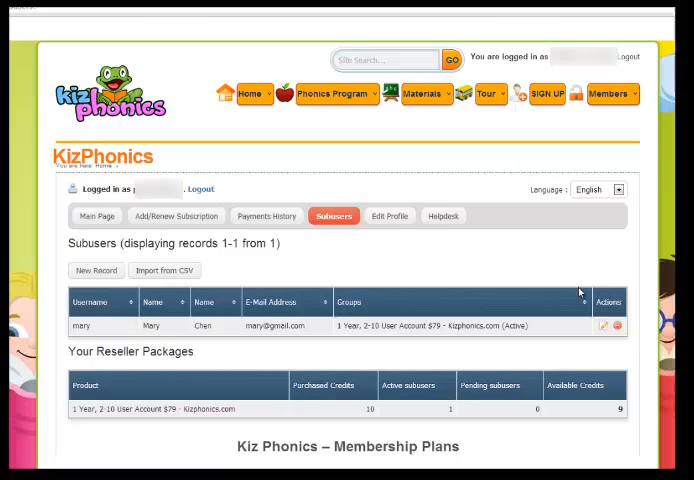 Site Search...
GO
You are logged in as
Logout
kiz phonics
Home
Phonics Program
Materials
Tour
SIGN UP
Members
KizPhonics
You are here: Home
Logged in as
. Logout
Language :
English
Main Page
Add/Renew Subscription
Payments History
Subusers
Edit Profile
Helpdesk
Subusers (displaying records 1-1 from 1)
New Record
Import from CSV
Username Name Name E-Mail Address Groups Actions
mary Mary Chen mary@gmail.com 1 Year, 2-10 User Account $79 - Kizphonics.com (Active)
Your Reseller Packages
Product Purchased Credits Active subusers Pending subusers Available Credits
1 Year, 2-10 User Account $79 - Kizphonics.com 10 1 0 9
Kiz Phonics – Membership Plans